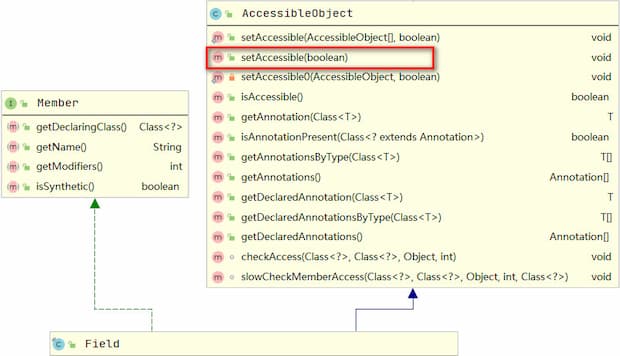 AccessibleObject
setAccessible(AccessibleObject[], boolean) void
setAccessible(boolean) void
setAccessible0(AccessibleObject, boolean) void
isAccessible() boolean
getAnnotation(Class<T>) T
isAnnotationPresent(Class<? extends Annotation>) boolean
getAnnotationsByType(Class<T>) T[]
getAnnotations() Annotation[]
getDeclaredAnnotation(Class<T>) T
getDeclaredAnnotationsByType(Class<T>) T[]
getDeclaredAnnotations() Annotation[]
checkAccess(Class<?>, Class<?>, Object, int) void
slowCheckMemberAccess(Class<?>, Class<?>, Object, int, Class<?>) void
Member
getDeclaringClass() Class<?>
getName() String
getModifiers() int
isSynthetic() boolean
Field